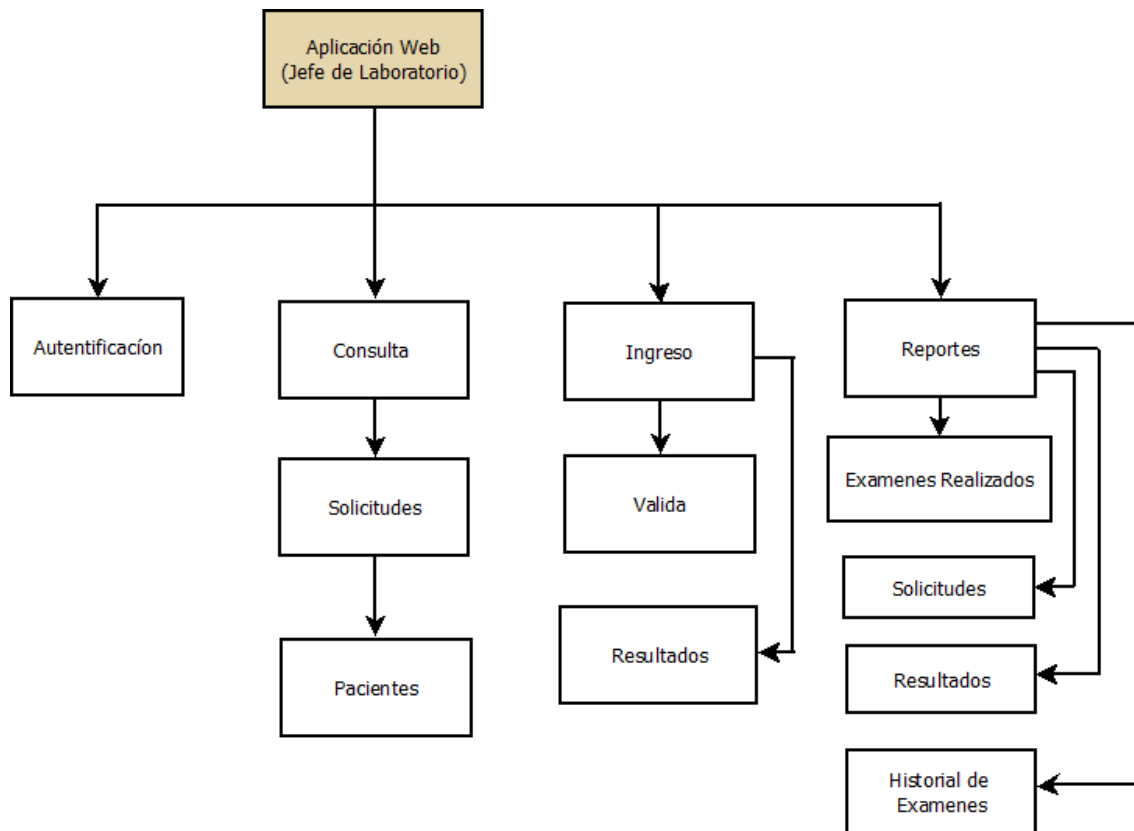 Aplicación Web
(Jefe de Laboratorio)
Autentificacíon
Consulta
Ingreso
Reportes
Solicitudes
Valida
Examenes Realizados
Solicitudes
Pacientes
Resultados
Resultados
Historial de
Examenes